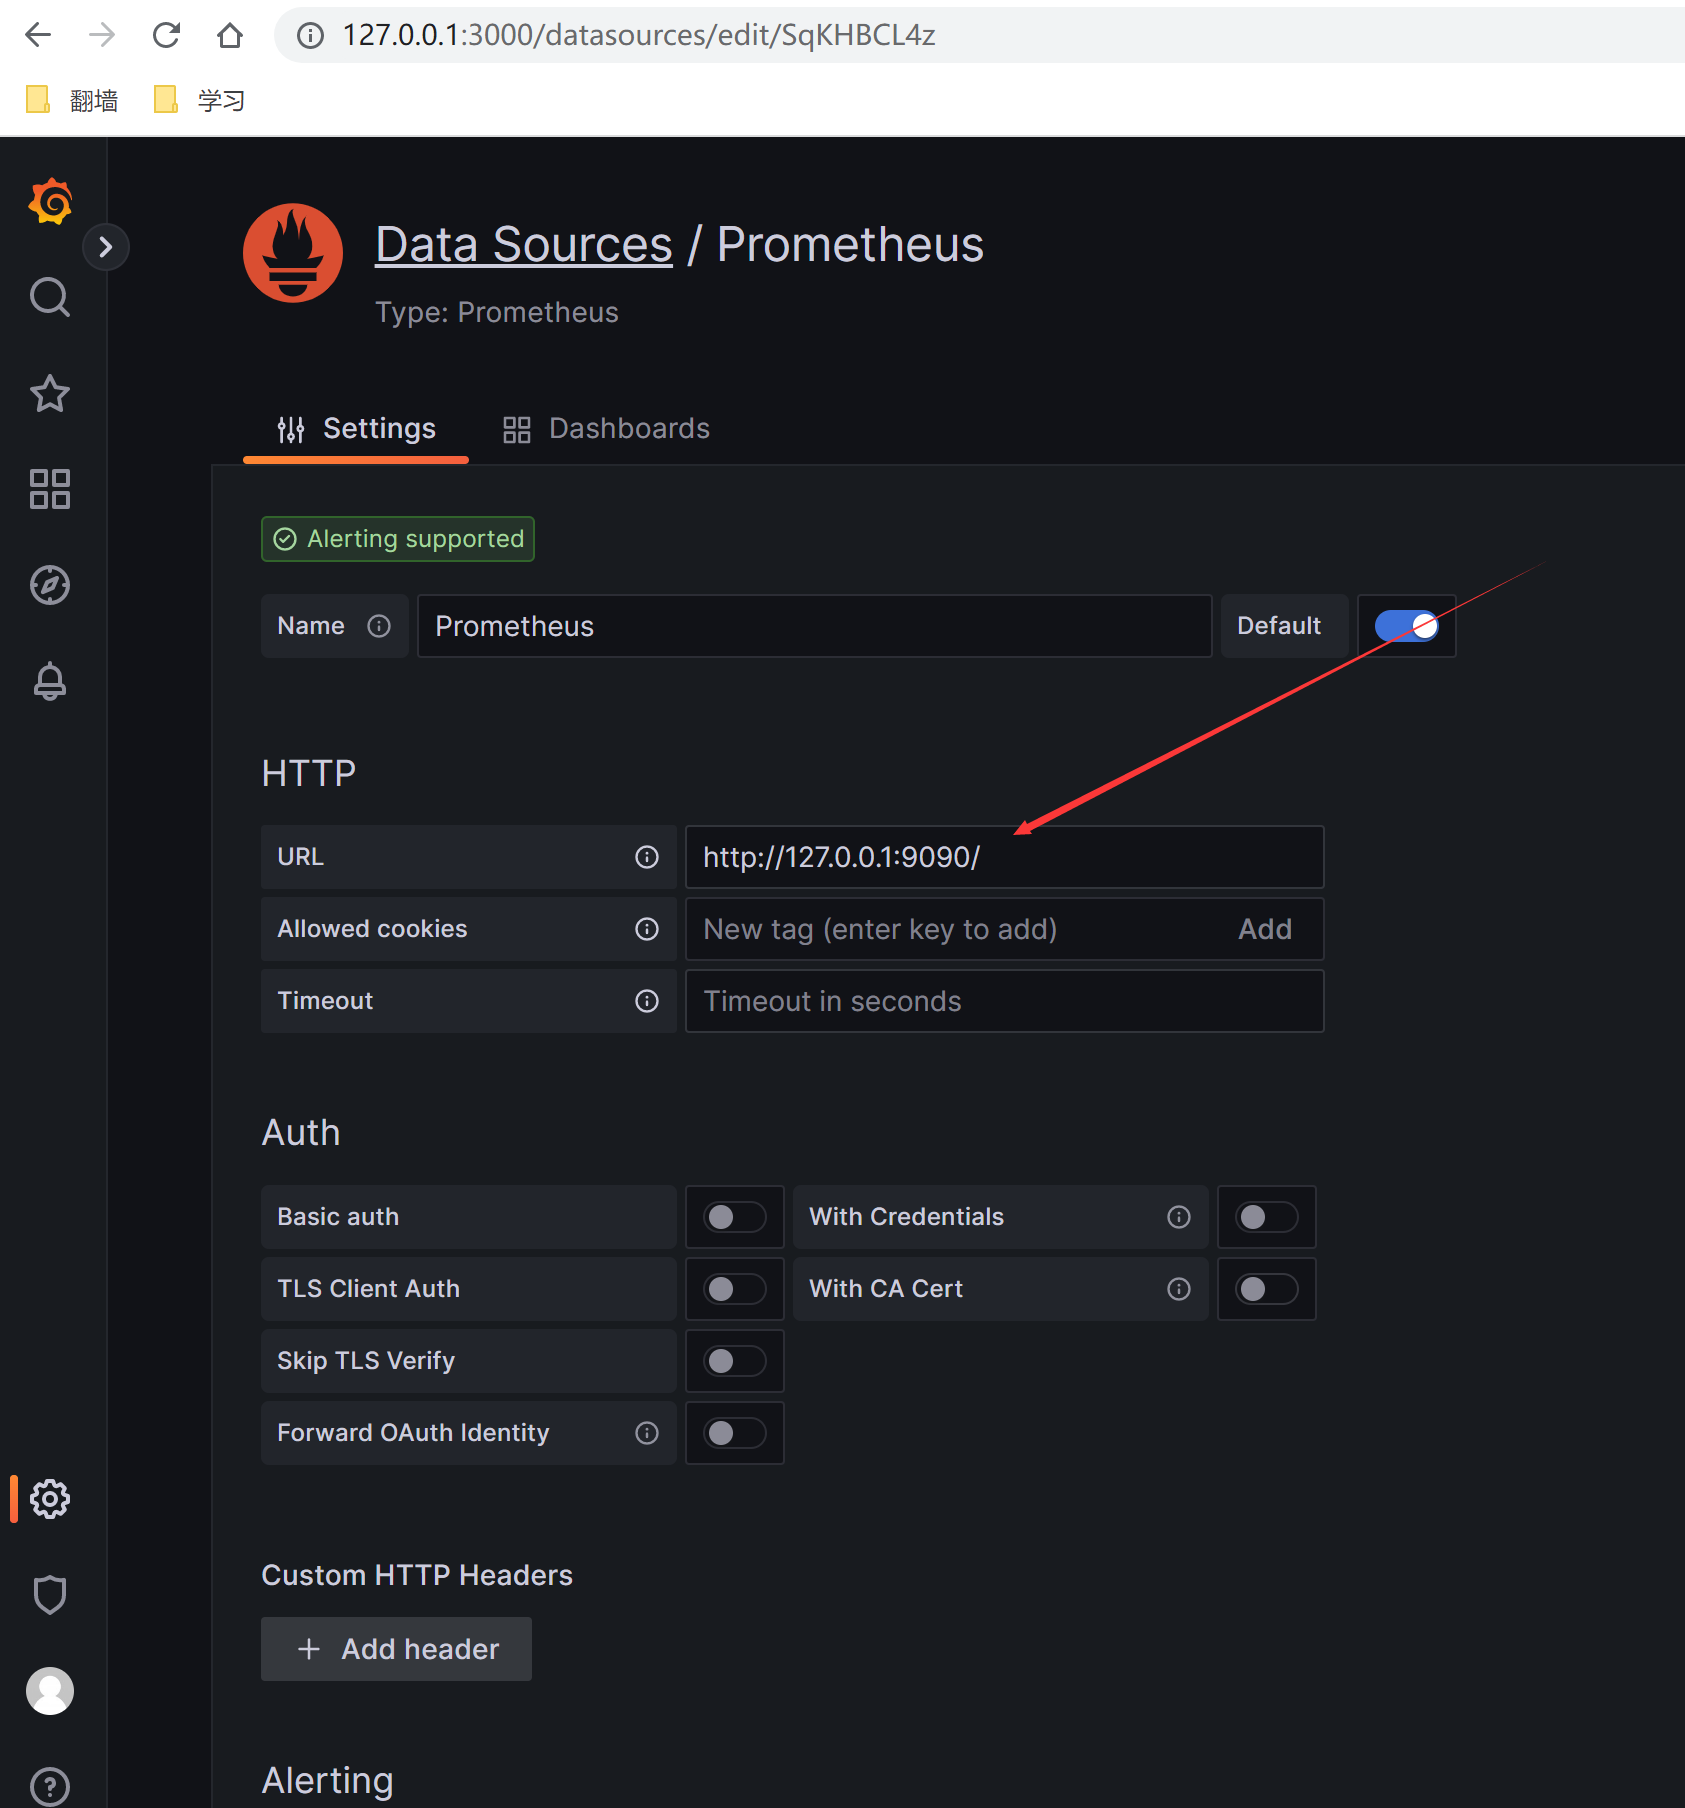 127.0.0.1:3000/datasources/edit/SqKHBCL4z
翻墙 学习
Data Sources / Prometheus
Type: Prometheus
Settings Dashboards
Alerting supported
Name Prometheus Default
HTTP
URL http://127.0.0.1:9090/
Allowed cookies New tag (enter key to add) Add
Timeout Timeout in seconds
Auth
Basic auth With Credentials
TLS Client Auth With CA Cert
Skip TLS Verify
Forward OAuth Identity
Custom HTTP Headers
+ Add header
Alerting